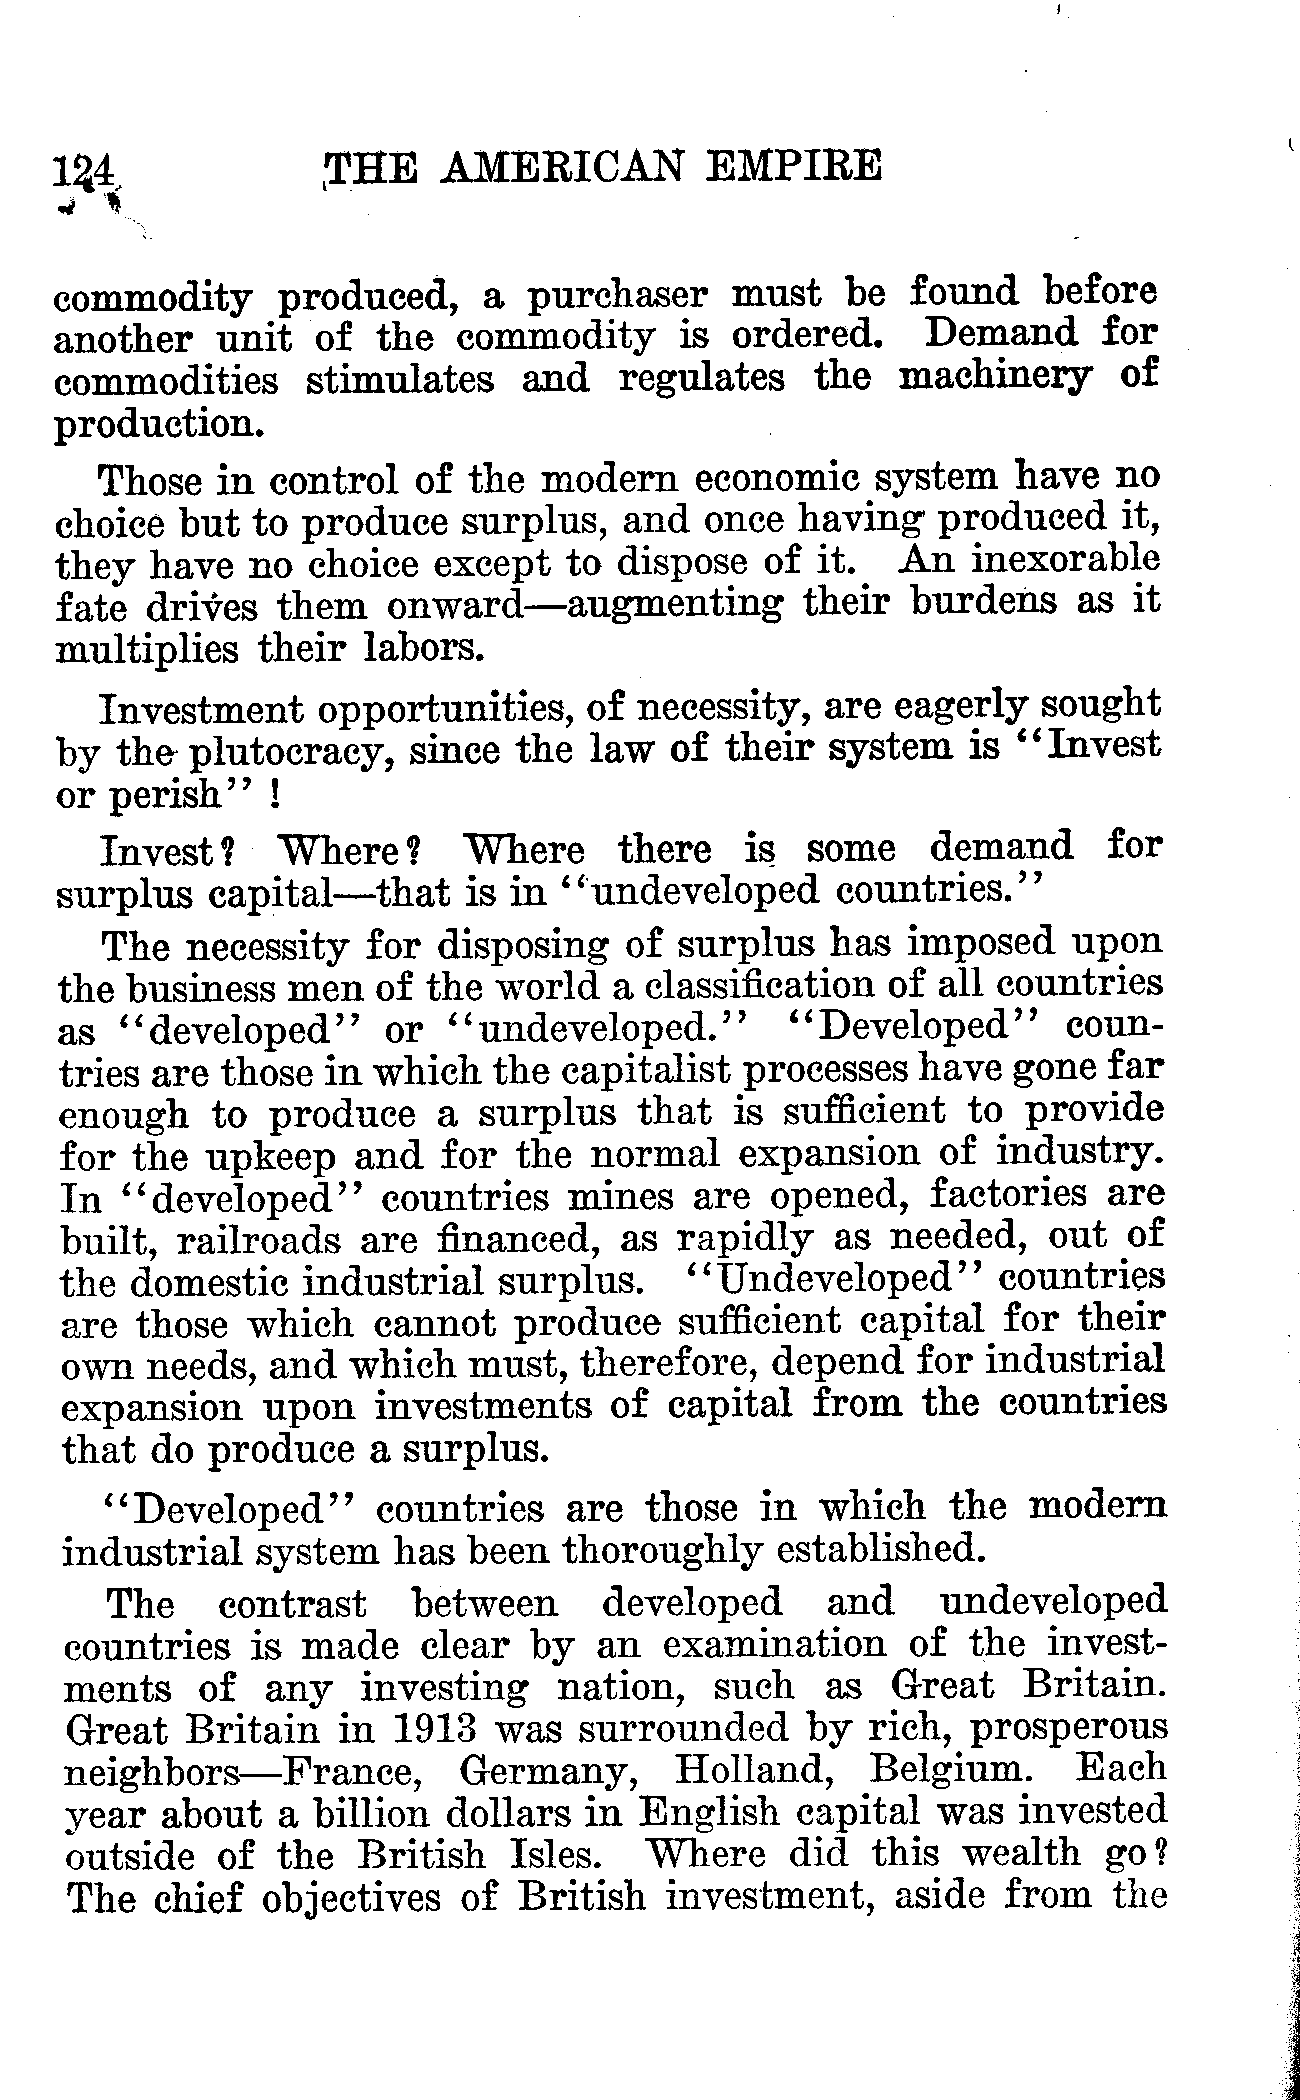 124 THE AMERICAN EMPIRE
commodity produced, a purchaser must be found before
another unit of the commodity is ordered. Demand for
commodities stimulates and regulates the machinery of
production.
Those in control of the modern economic system have no
choice but to produce surplus, and once having produced it,
they have no choice except to dispose of it. An inexorable
fate drives them onward—augmenting their burdens as it
multiplies their labors.
Investment opportunities, of necessity, are eagerly sought
by the plutocracy, since the law of their system is "Invest
or perish" !
Invest? Where? Where there is some demand for
surplus capital—that is in "undeveloped countries."
The necessity for disposing of surplus has imposed upon
the business men of the world a classification of all countries
as "developed" or "undeveloped." "Developed" coun-
tries are those in which the capitalist processes have gone far
enough to produce a surplus that is sufficient to provide
for the upkeep and for the normal expansion of industry.
In "developed" countries mines are opened, factories are
built, railroads are financed, as rapidly as needed, out of
the domestic industrial surplus. "Undeveloped" countries
are those which cannot produce sufficient capital for their
own needs, and which must, therefore, depend for industrial
expansion upon investments of capital from the countries
that do produce a surplus.
"Developed" countries are those in which the modern
industrial system has been thoroughly established.
The contrast between developed and undeveloped
countries is made clear by an examination of the invest-
ments of any investing nation, such as Great Britain.
Great Britain in 1913 was surrounded by rich, prosperous
neighbors—France, Germany, Holland, Belgium. Each
year about a billion dollars in English capital was invested
outside of the British Isles. Where did this wealth go?
The chief objectives of British investment, aside from the